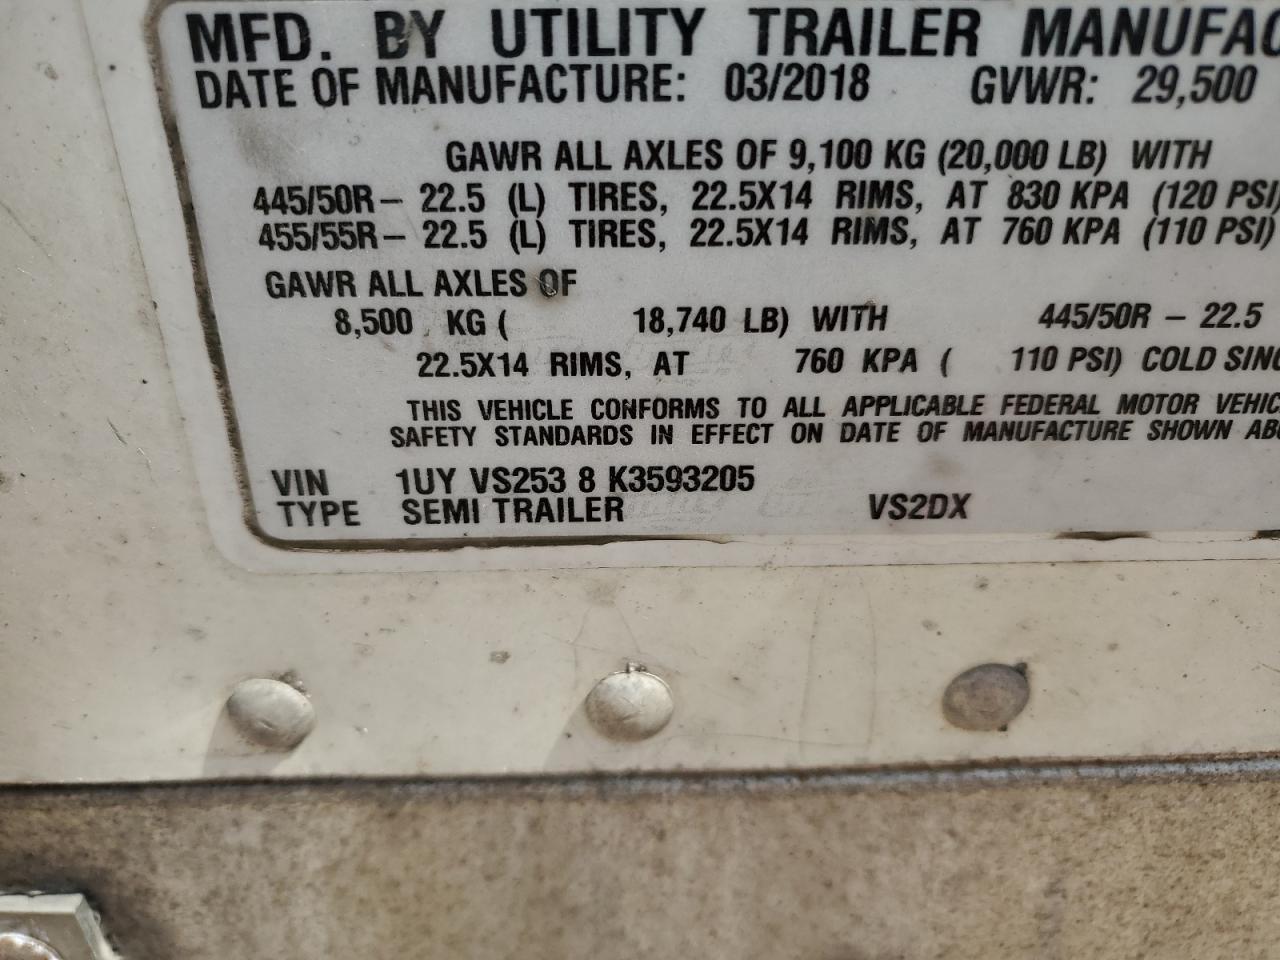 MFD. BY UTILITY TRAILER MANUFAC
DATE OF MANUFACTURE: 03/2018 GVWR: 29,500
GAWR ALL AXLES OF 9,100 KG (20,000 LB) WITH
445/50R– 22.5 (L) TIRES, 22.5X14 RIMS, AT 830 KPA (120 PSI)
455/55R– 22.5 (L) TIRES, 22.5X14 RIMS, AT 760 KPA (110 PSI)
GAWR ALL AXLES OF
8,500 KG ( 18,740 LB) WITH 445/50R – 22.5
22.5X14 RIMS, AT 760 KPA ( 110 PSI) COLD SING
THIS VEHICLE CONFORMS TO ALL APPLICABLE FEDERAL MOTOR VEHIC
SAFETY STANDARDS IN EFFECT ON DATE OF MANUFACTURE SHOWN ABO
VIN 1UY VS253 8 K3593205
TYPE SEMI TRAILER VS2DX